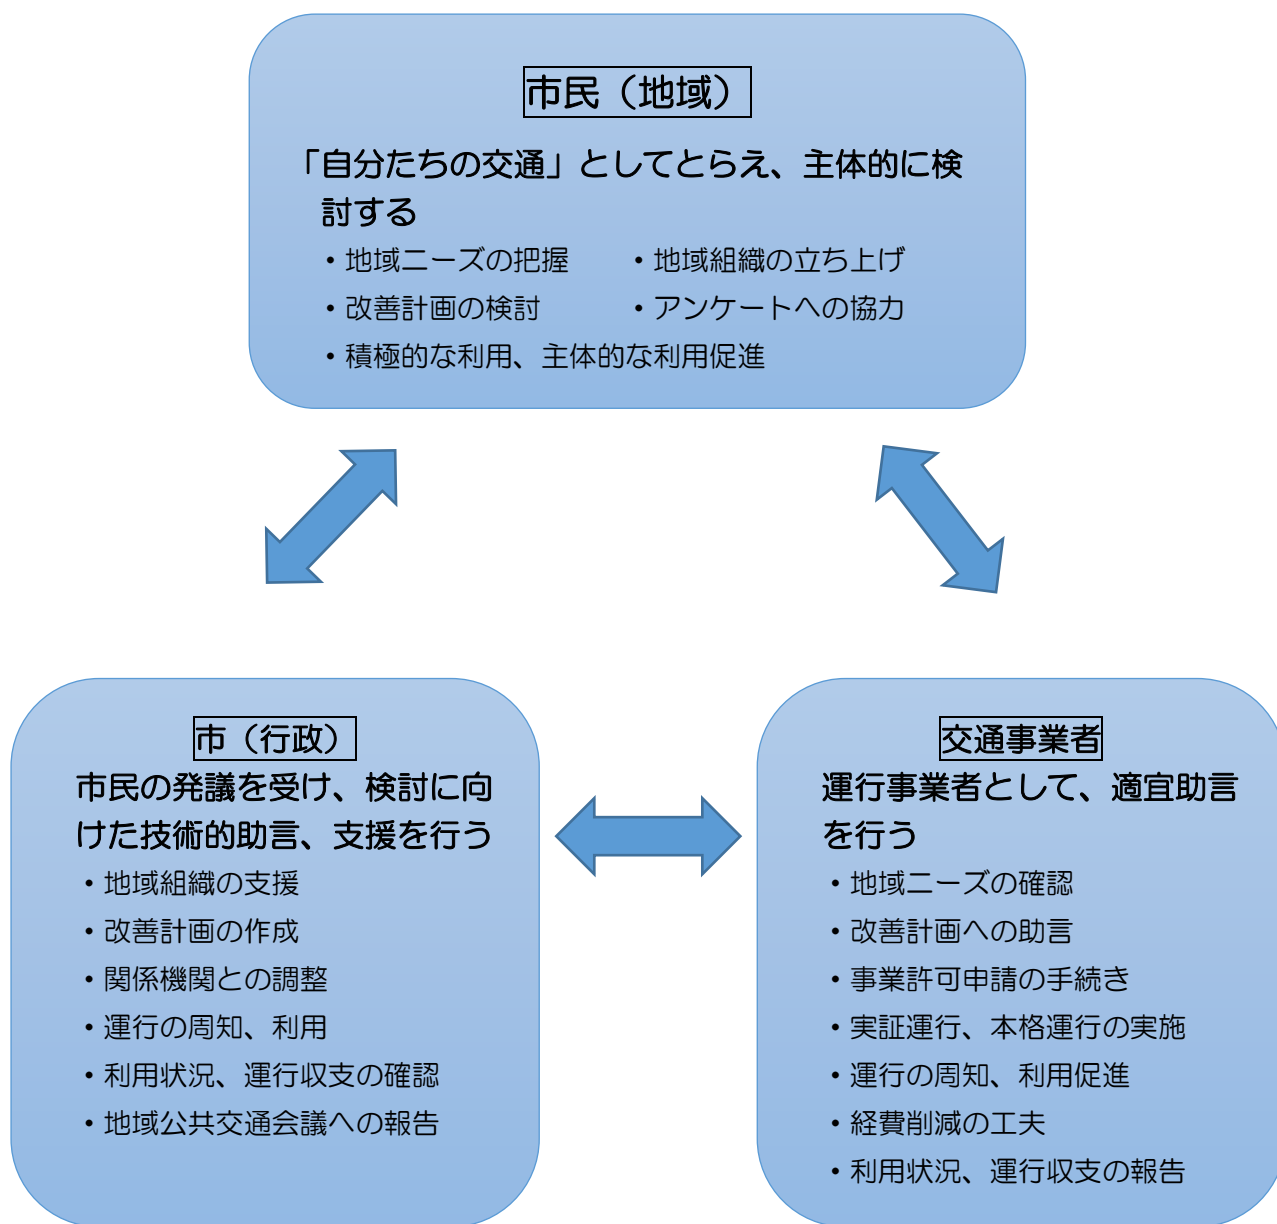 市民（地域）
「自分たちの交通」としてとらえ、主体的に検
討する
・地域ニーズの把握　　・地域組織の立ち上げ
・改善計画の検討　　　・アンケートへの協力
・積極的な利用、主体的な利用促進
市（行政）
市民の発議を受け、検討に向
けた技術的助言、支援を行う
・地域組織の支援
・改善計画の作成
・関係機関との調整
・運行の周知、利用
・利用状況、運行収支の確認
・地域公共交通会議への報告
交通事業者
運行事業者として、適宜助言
を行う
・地域ニーズの確認
・改善計画への助言
・事業許可申請の手続き
・実証運行、本格運行の実施
・運行の周知、利用促進
・経費削減の工夫
・利用状況、運行収支の報告